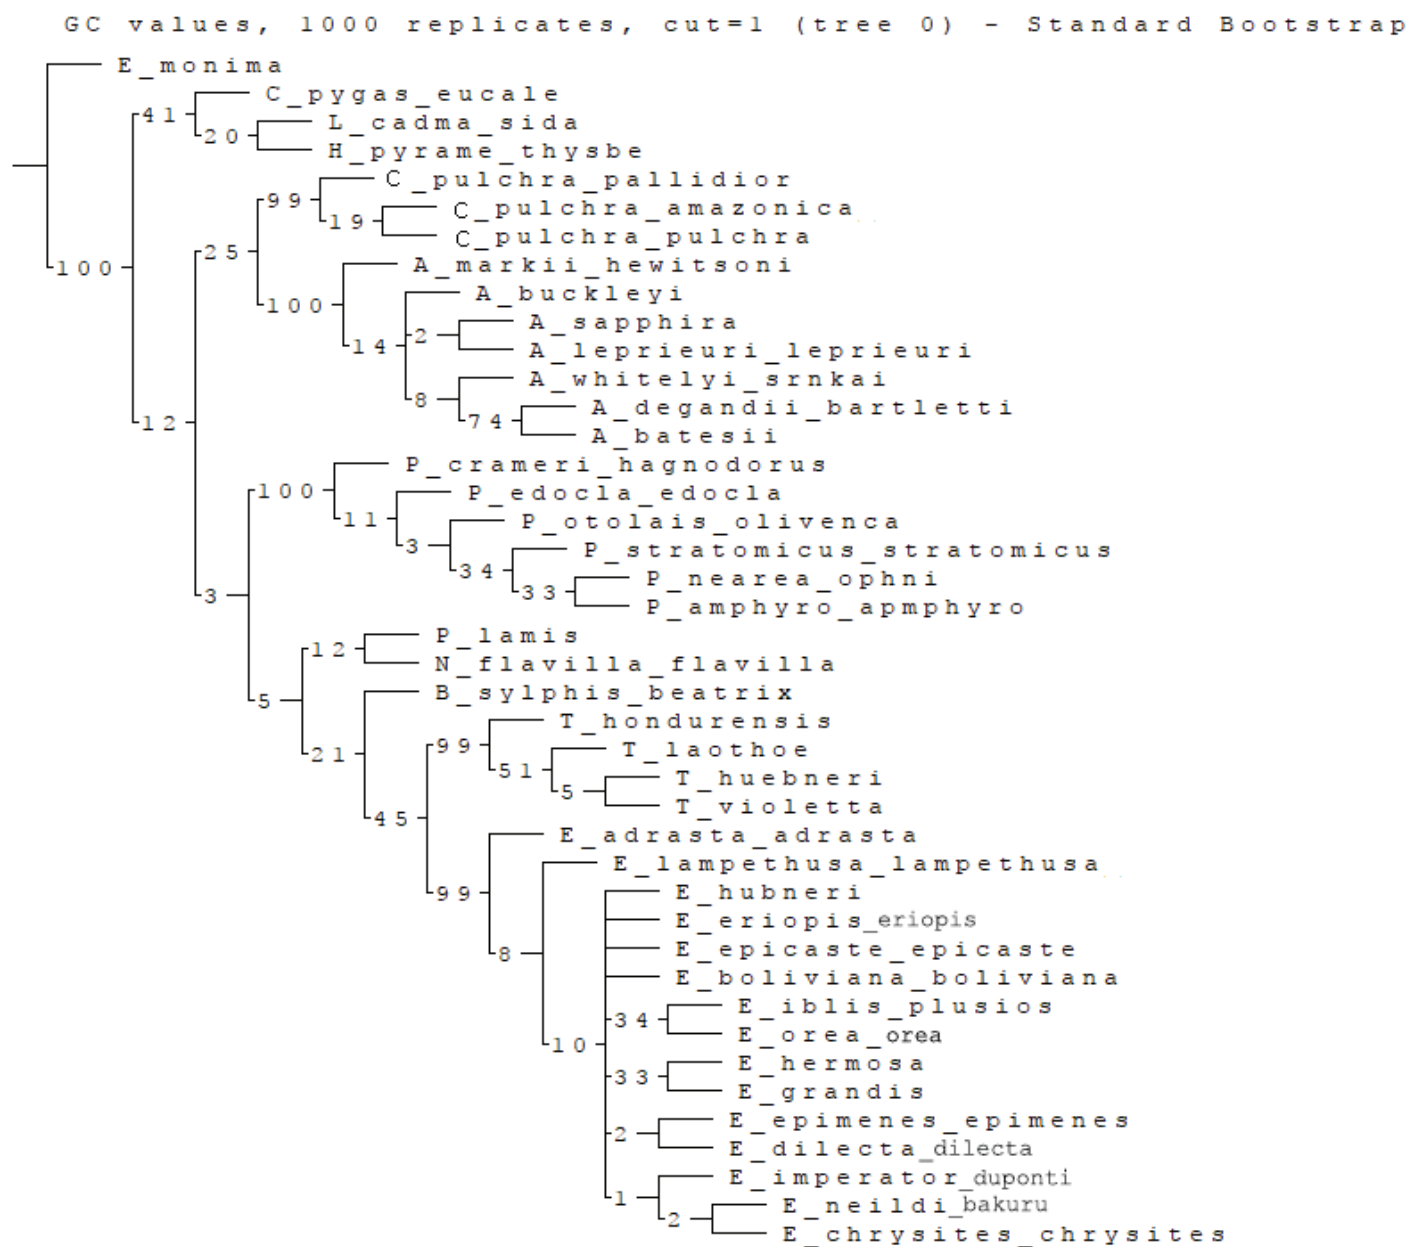 GC values, 1000 replicates, cut=1 (tree 0) - Standard Bootstrap
E_monima
C_pygas_eucale
41
L_cadma_sida
20
H_pyrame_thysbe
C_pulchra_pallidior
99
C_pulchra_amazonica
19
C_pulchra_pulchra
25
A_markii_hewitsoni
100
A_buckleyi
100
A_sapphira
2
14
A_leprieuri_leprieuri
A_whitelyi_srnkai
8
A_degandii_bartletti
74
12
A_batesii
P_crameri_hagnodorus
100
P_edocla_edocla
11
P_otolais_olivenca
3
P_stratomicus_stratomicus
34
P_nearea_ophni
33
3
P_amphyro_apmphyro
P_lamis
12
N_flavilla_flavilla
B_sylphis_beatrix
5
T_hondurensis
99
21
T_laothoe
51
T_huebneri
5
T_violetta
45
E_adrasta_adrasta
E_lampethusa_lampethusa
99
E_hubneri
E_eriopis_eriopis
E_epicaste_epicaste
8
E_boliviana_boliviana
E_iblis_plusios
34
E_orea_orea
10
E_hermosa
33
E_grandis
E_epimenes_epimenes
2
E_dilecta_dilecta
E_imperator_duponti
1
E_neildi_bakuru
2
E_chrysites_chrysites